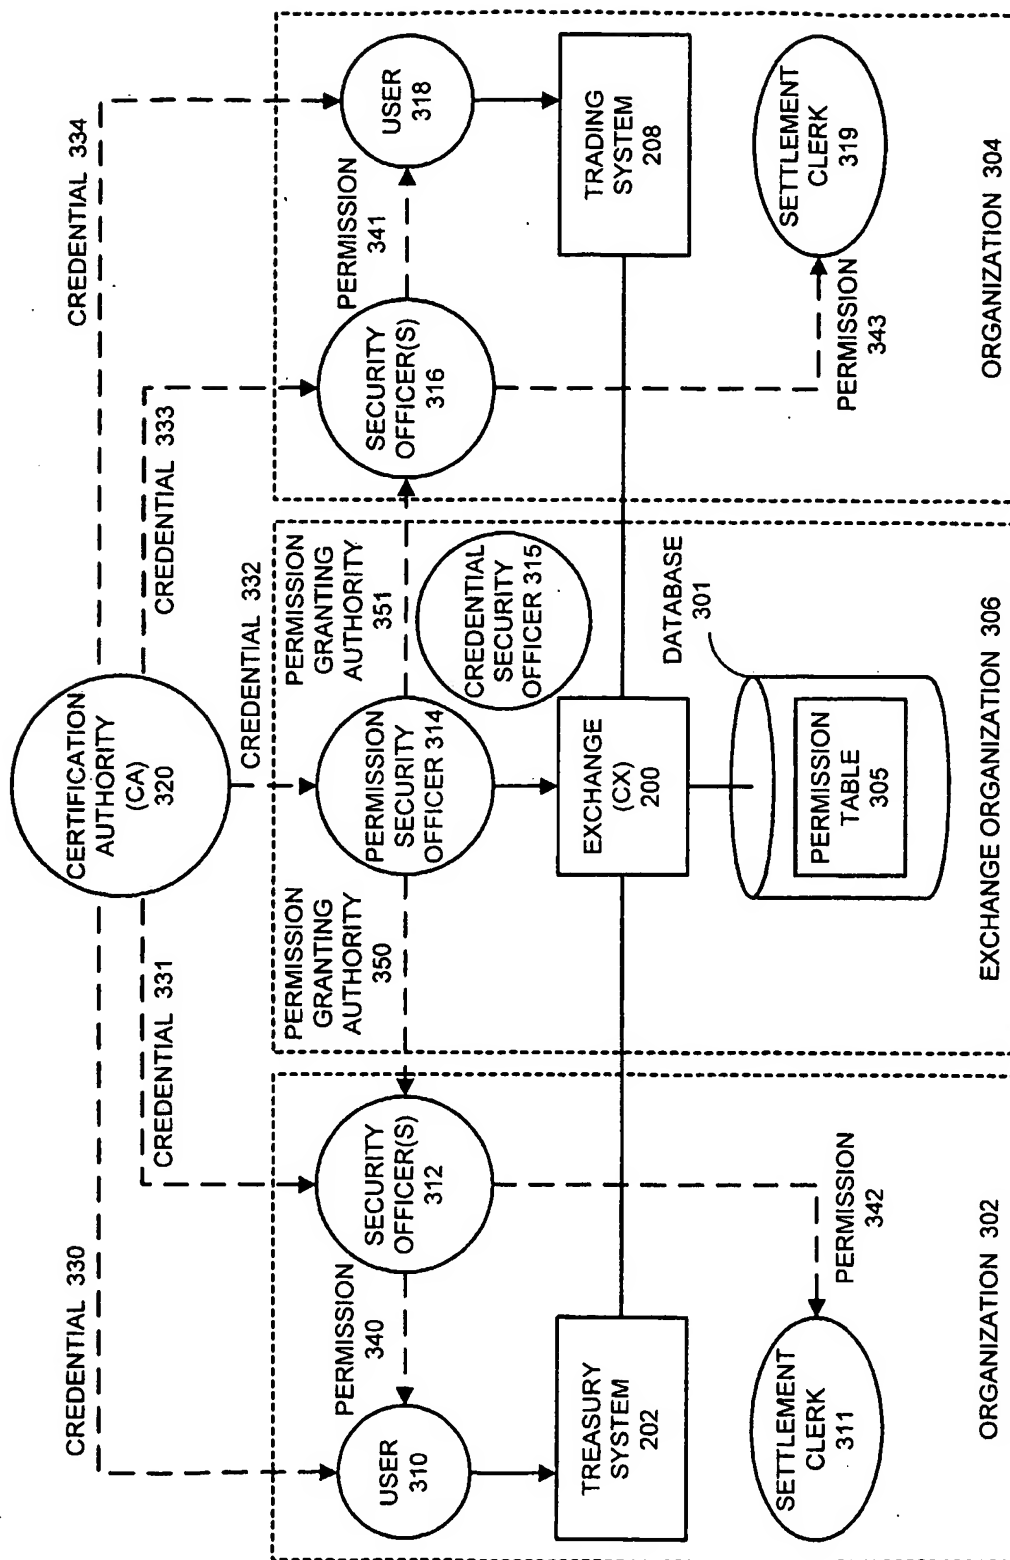 CERTIFICATION
AUTHORITY
(CA)
320
CREDENTIAL 330
CREDENTIAL 331
CREDENTIAL 332
CREDENTIAL 333
CREDENTIAL 334
USER
310
PERMISSION
340
SECURITY
OFFICER(S)
312
PERMISSION
GRANTING
AUTHORITY
350
PERMISSION
SECURITY
OFFICER 314
PERMISSION
GRANTING
AUTHORITY
351
CREDENTIAL
SECURITY
OFFICER 315
SECURITY
OFFICER(S)
316
PERMISSION
341
USER
318
TREASURY
SYSTEM
202
EXCHANGE
(CX)
200
TRADING
SYSTEM
208
SETTLEMENT
CLERK
311
PERMISSION
342
DATABASE
301
PERMISSION
TABLE
305
PERMISSION
343
SETTLEMENT
CLERK
319
ORGANIZATION 302
EXCHANGE ORGANIZATION 306
ORGANIZATION 304